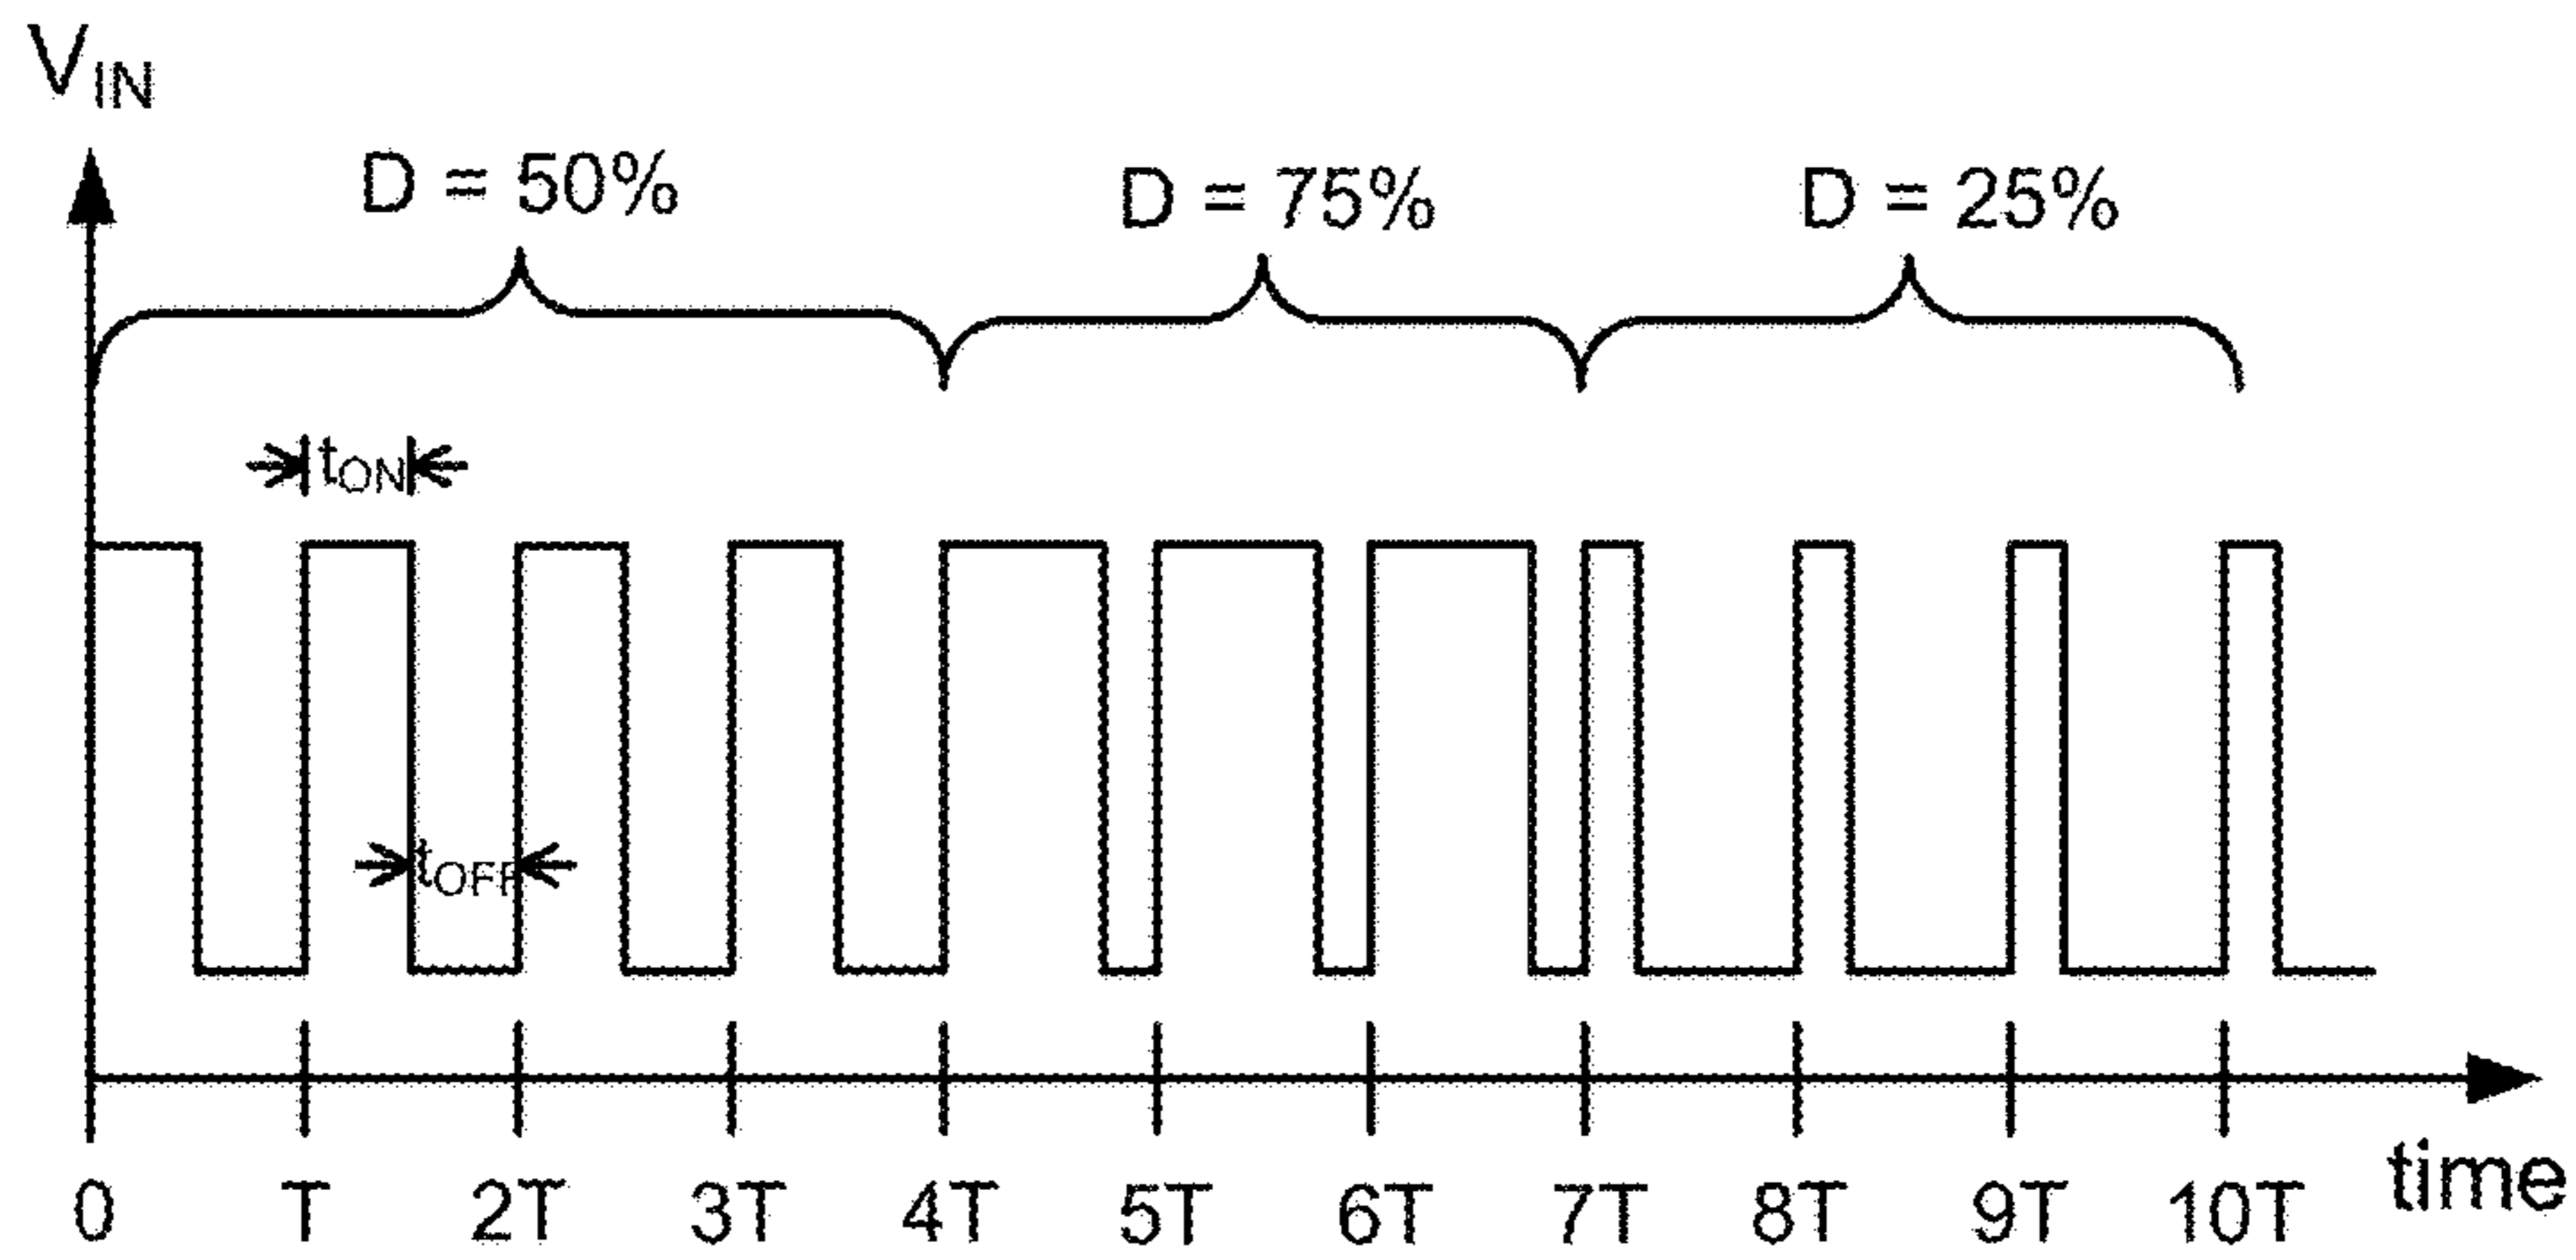 VIN
D = 50%
D = 75%
D = 25%
tON
tOFF
0 T 2T 3T 4T 5T 6T 7T 8T 9T 10T
time